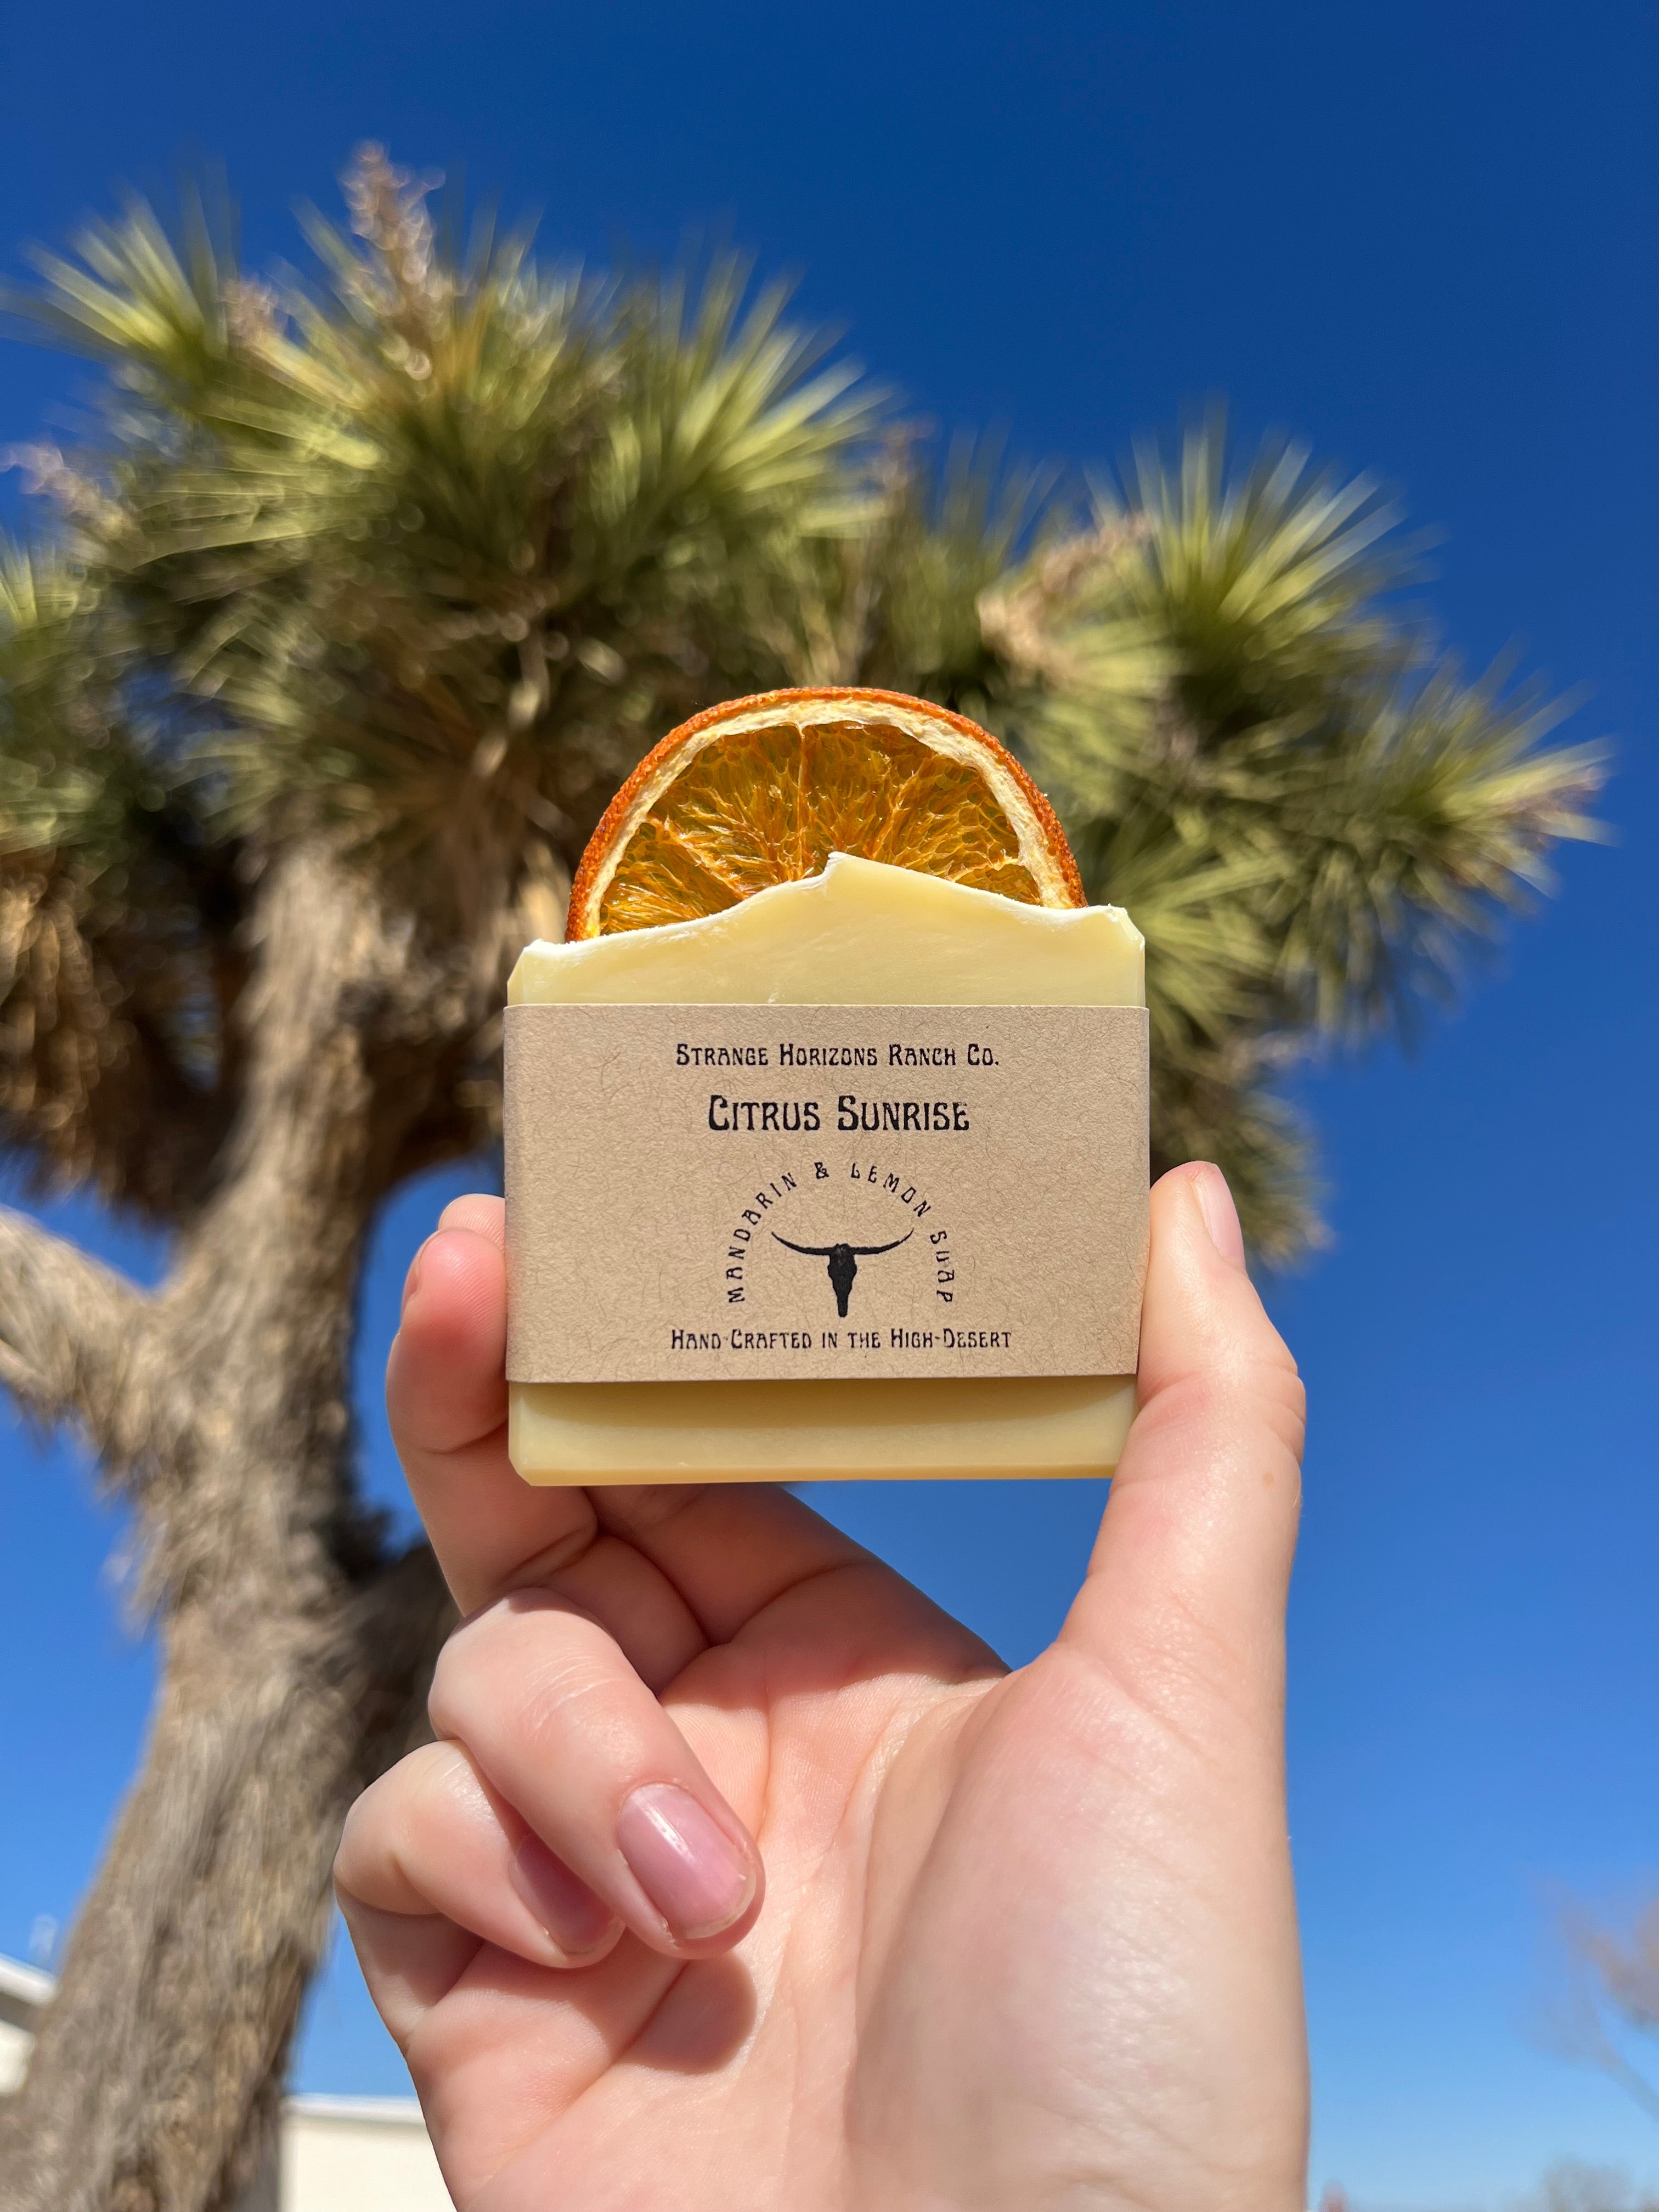 Strange Horizons Ranch Co.
Citrus Sunrise
Mandarin & Lemon Soap
Hand-Crafted in the High-Desert